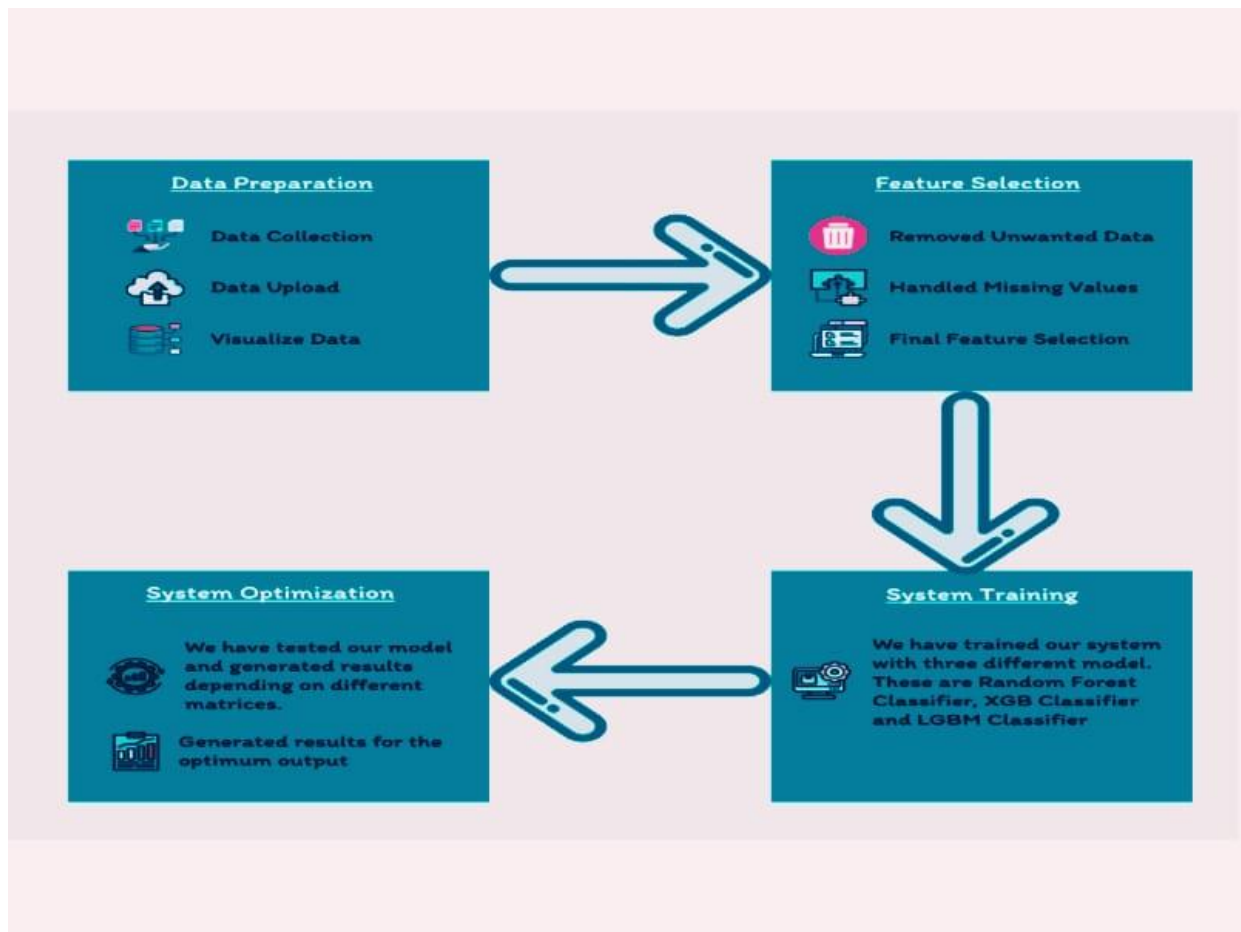 Data Preparation
Data Collection
Data Upload
Visualize Data
Feature Selection
Removed Unwanted Data
Handled Missing Values
Final Feature Selection
System Training
We have trained our system
with three different model.
These are Random Forest
Classifier, XGB Classifier
and LGBM Classifier
System Optimization
We have tested our model
and generated results
depending on different
matrices.
Generated results for the
optimum output